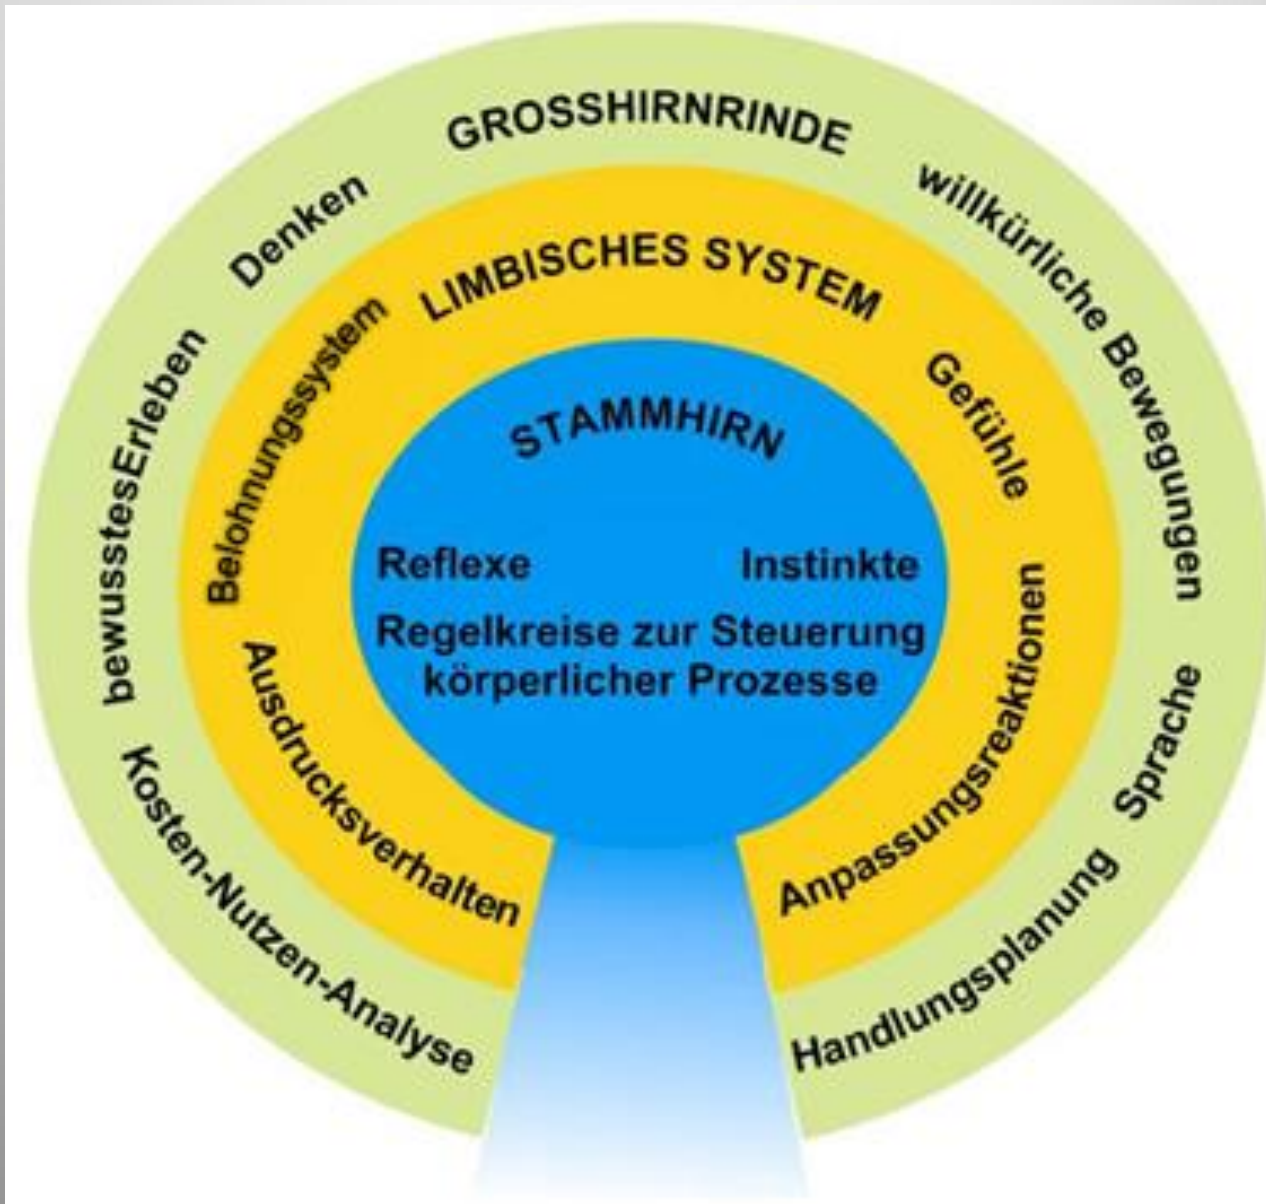 GROSSHIRNRINDE
Denken
willkürliche Bewegungen
bewusstesErleben
Sprache
Kosten-Nutzen-Analyse
Handlungsplanung
LIMBISCHES SYSTEM
Belohnungssystem
Gefühle
Ausdrucksverhalten
Anpassungsreaktionen
STAMMHIRN
Reflexe
Instinkte
Regelkreise zur Steuerung
körperlicher Prozesse